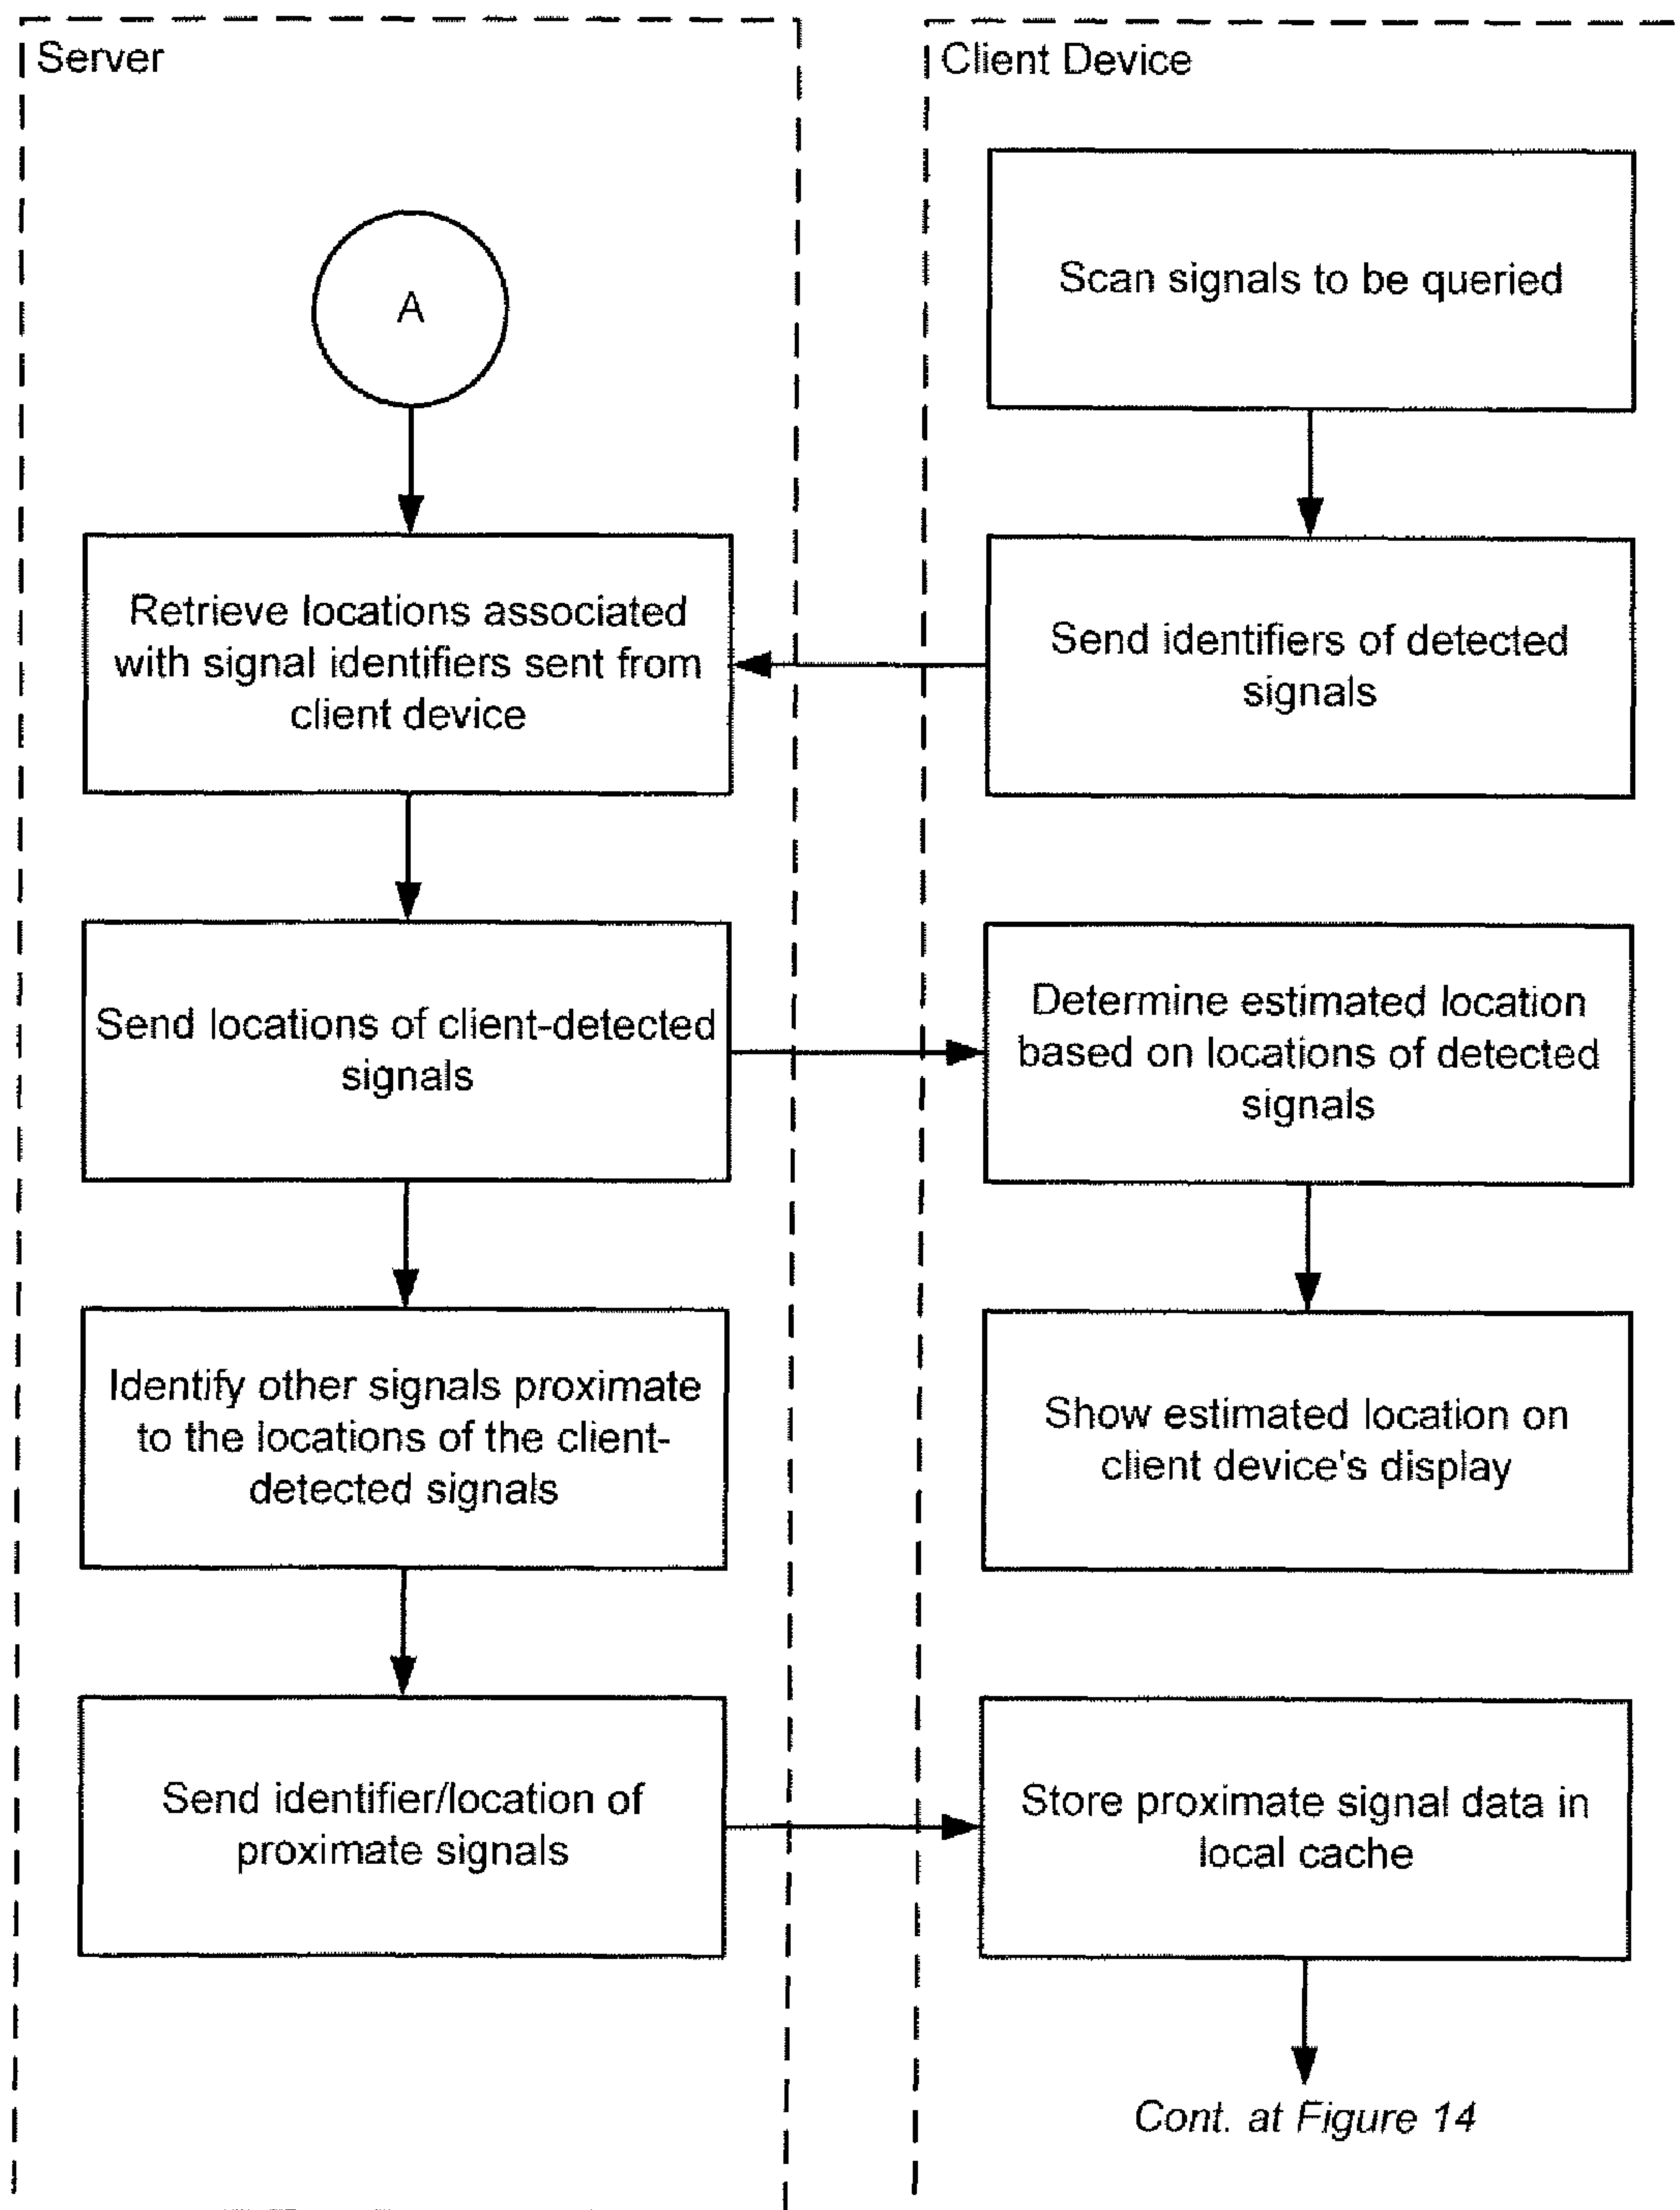 Server
A
Retrieve locations associated
with signal identifiers sent from
client device
Send locations of client-detected
signals
Identify other signals proximate
to the locations of the client-
detected signals
Send identifier/location of
proximate signals
Client Device
Scan signals to be queried
Send identifiers of detected
signals
Determine estimated location
based on locations of detected
signals
Show estimated location on
client device's display
Store proximate signal data in
local cache
Cont. at Figure 14